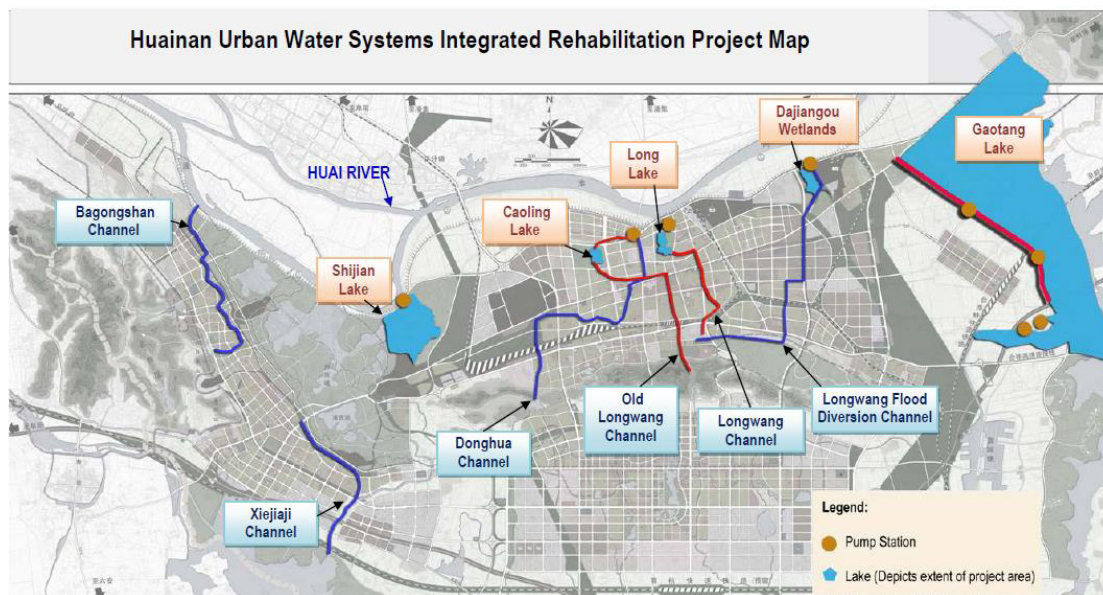 Huainan Urban Water Systems Integrated Rehabilitation Project Map
N
Dajiangou
Wetlands
Gaotang
Lake
Long
Lake
HUAI RIVER
Bagongshan
Channel
Caoling
Lake
Shijian
Lake
Old
Longwang
Channel
Longwang
Channel
Longwang Flood
Diversion Channel
Donghua
Channel
Xiejiaji
Channel
Legend:
Pump Station
Lake (Depicts extent of project area)